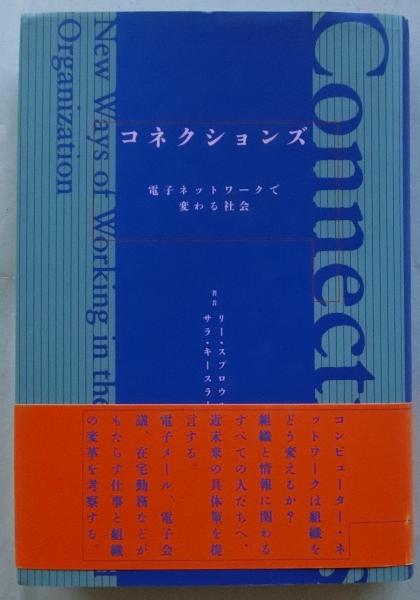 Connect
New Ways of Working in the
Organization
コネクションズ
電子ネットワークで
変わる社会
著者
リー・スプロウ
サラ・キースラ
コンピューター・ネ
ットワークは組織を
どう変えるか?
組織と情報に関わる
すべての人たちへ、
近未来の具体策を提
言する。
電子メール、電子会
議、在宅勤務などが
もたらす仕事と組織
の変革を考察する。